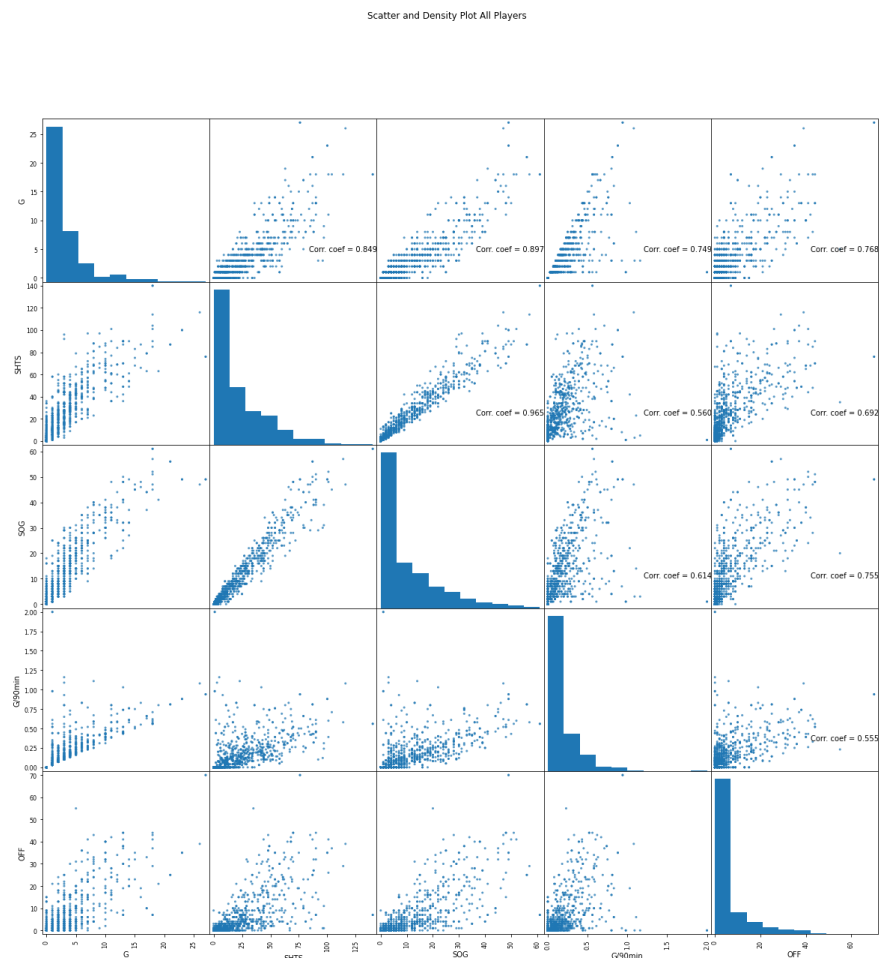 Scatter and Density Plot All Players
25
20
15
10
5
0
G
Corr. coef = 0.849
Corr. coef = 0.897
Corr. coef = 0.749
Corr. coef = 0.768
140
120
100
80
60
40
20
0
SHTS
Corr. coef = 0.965
Corr. coef = 0.560
Corr. coef = 0.692
60
50
40
30
20
10
0
SOG
Corr. coef = 0.614
Corr. coef = 0.755
2.00
1.75
1.50
1.25
1.00
0.75
0.50
0.25
0.00
G/90min
Corr. coef = 0.555
70
60
50
40
30
20
10
0
OFF
0 5 10 15 20 25
0 25 50 75 100 125
0 10 20 30 40 50 60
0.0 0.5 1.0 1.5 2.0
0 20 40 60
G SHTS SOG G/90min OFF